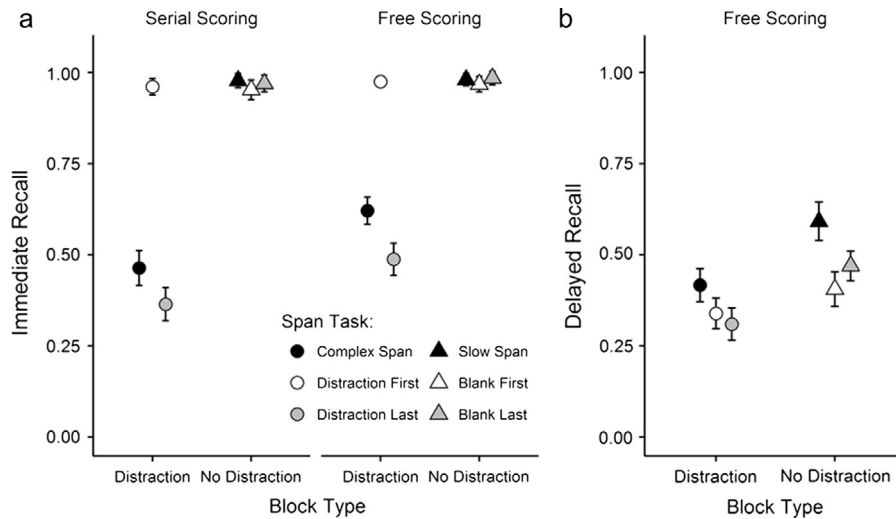 a
Serial Scoring
Free Scoring
Immediate Recall
1.00
0.75
0.50
0.25
0.00
Span Task:
Complex Span
Slow Span
Distraction First
Blank First
Distraction Last
Blank Last
Distraction
No Distraction
Distraction
No Distraction
Block Type
b
Free Scoring
Delayed Recall
1.00
0.75
0.50
0.25
0.00
Distraction
No Distraction
Block Type